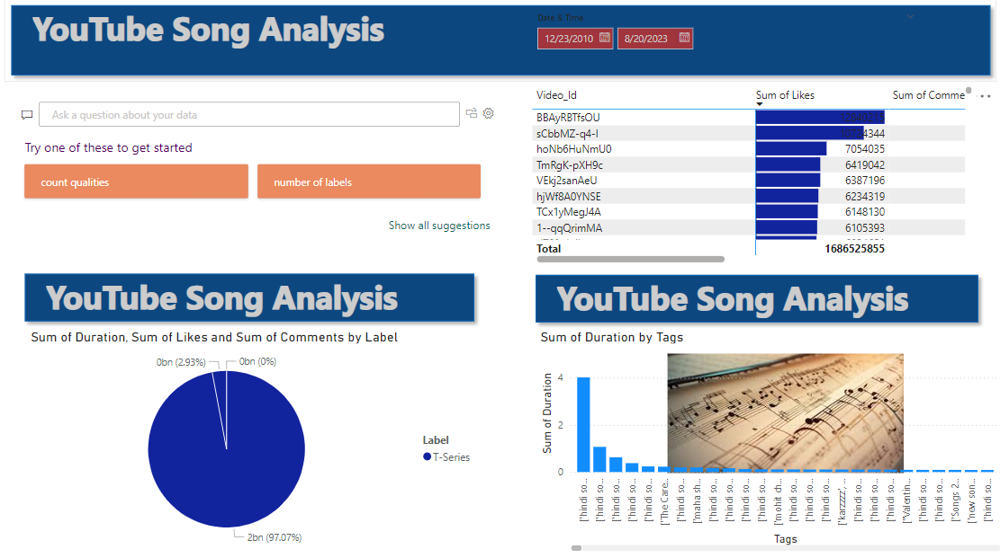 YouTube Song Analysis
Date & Time
12/23/2010 8/20/2023
Ask a question about your data
Try one of these to get started
count qualities
number of labels
Show all suggestions
Video_Id Sum of Likes Sum of Comme
BBAyRBTfsOU
sCbbMZ-q4-I 10724344
hoNb6HuNmU0 7054035
TmRgK-pXH9c 6419042
VEkj2sanAeU 6387196
hjWf8A0YNSE 6234319
TCx1yMegJ4A 6148130
1--qqQrimMA 6105393
Total 1686525855
YouTube Song Analysis
Sum of Duration, Sum of Likes and Sum of Comments by Label
0bn (2.93%)
0bn (0%)
2bn (97.07%)
Label
T-Series
YouTube Song Analysis
Sum of Duration by Tags
Sum of Duration
4
2
0
['hindi so...
['hindi so...
['hindi so...
['hindi so...
['hindi so...
['The Care...
['hindi so...
['maha sh...
['hindi so...
['hindi so...
['hindi so...
['hindi so...
['mohit ch...
['hindi so...
['hindi so...
['hindi so...
['karzzzz', ...
['hindi so...
['hindi so...
['hindi so...
['Valentin...
['hindi so...
['hindi so...
['Songs 2...
['new son...
['hindi so...
Tags